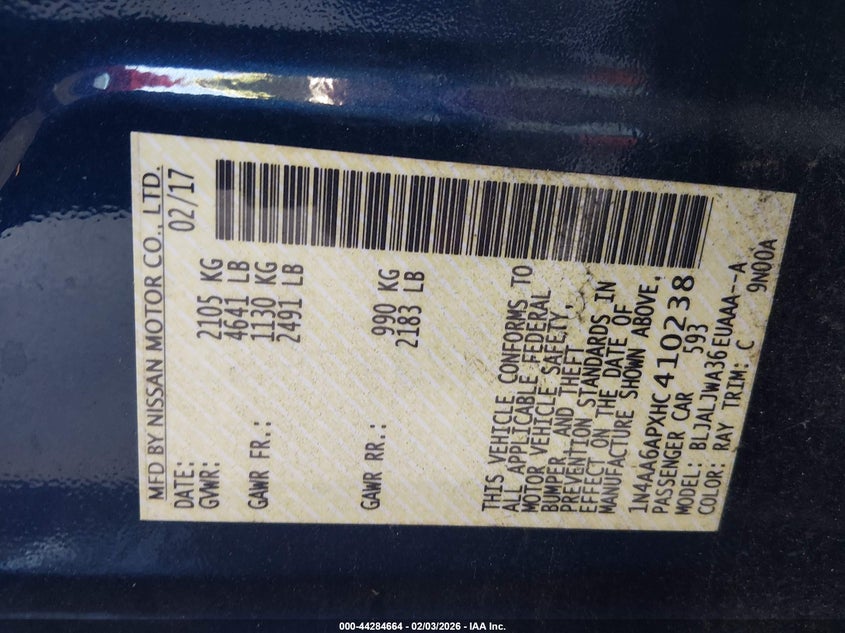 MFD BY NISSAN MOTOR CO., LTD.
DATE: 02/17
GVWR: 2105 KG
4641 LB
GAWR FR.: 1130 KG
2491 LB
GAWR RR.: 990 KG
2183 LB
THIS VEHICLE CONFORMS TO
ALL APPLICABLE FEDERAL
MOTOR VEHICLE SAFETY,
BUMPER, AND THEFT
PREVENTION STANDARDS IN
EFFECT ON THE DATE OF
MANUFACTURE SHOWN ABOVE.
1N4AA6APXHC410238
PASSENGER CAR 593
MODEL: BLJALJWA36EUAAA--A
COLOR: RAY TRIM: C 9N00A
000-44284664 - 02/03/2026 - IAA Inc.